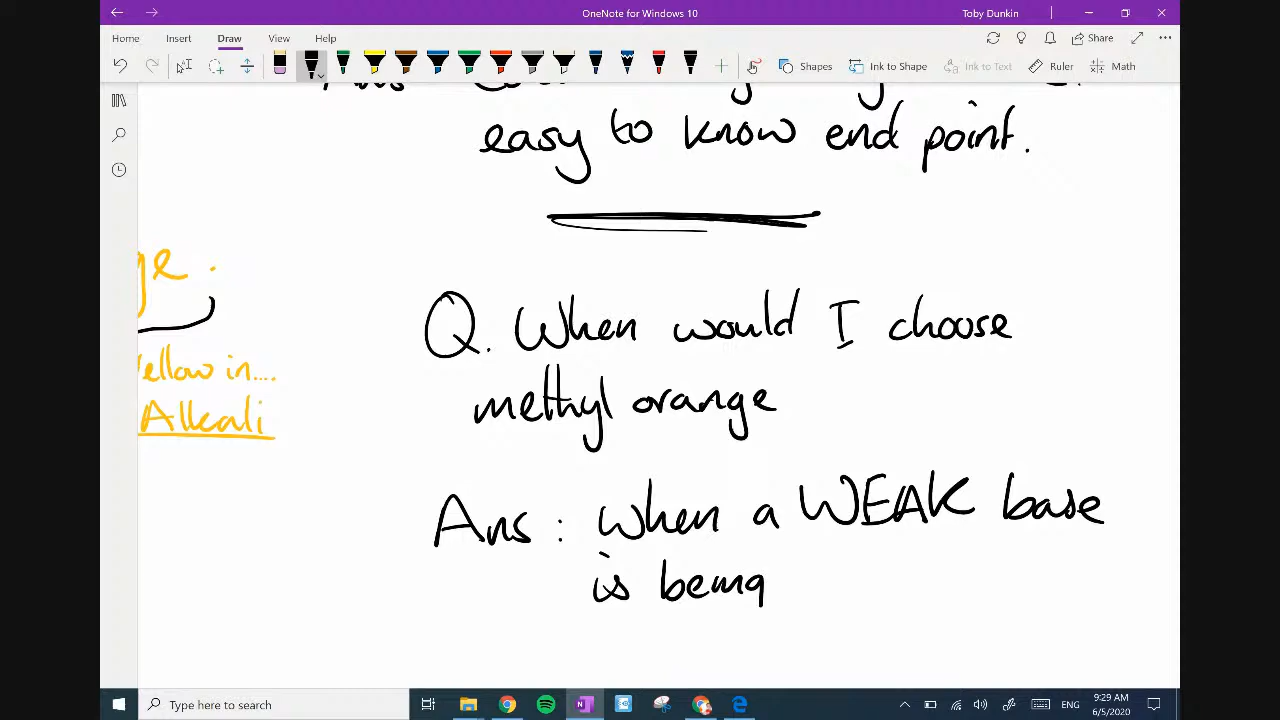 OneNote for Windows 10
Toby Dunkin
Home Insert Draw View Help
Share
Shapes Ink to Shape Ink to Text Ruler Math
easy to know end point.
ge.
ellow in....
Alkali
Q. When would I choose
methyl orange
Ans: when a WEAK base
is being
Type here to search
ENG
9:29 AM
6/5/2020